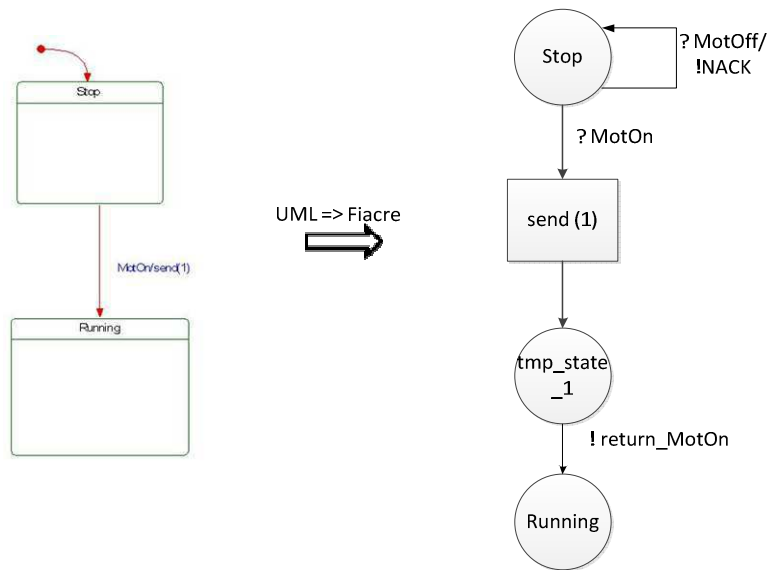 Stop
MotOn/send(1)
Running
UML => Fiacre
Stop
? MotOff/
!NACK
? MotOn
send (1)
tmp_state
_1
! return_MotOn
Running